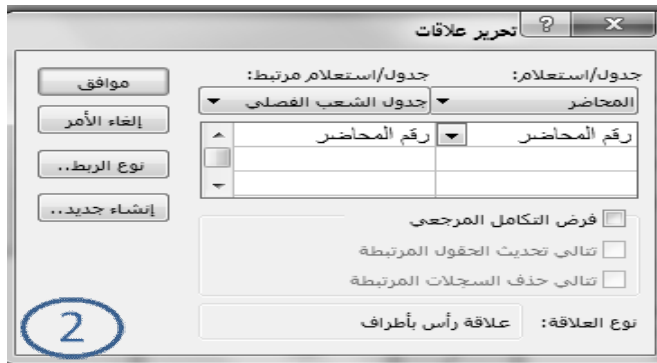 تحرير علاقات
جدول/استعلام: جدول/استعلام مرتبط:
المحاضر جدول الشعب الفصلي
رقم المحاضر رقم المحاضر
موافق
إلغاء الأمر
نوع الربط..
إنشاء جديد..
فرض التكامل المرجعي
تتالي تحديث الحقول المرتبطة
تتالي حذف السجلات المرتبطة
نوع العلاقة: علاقة رأس بأطراف
2